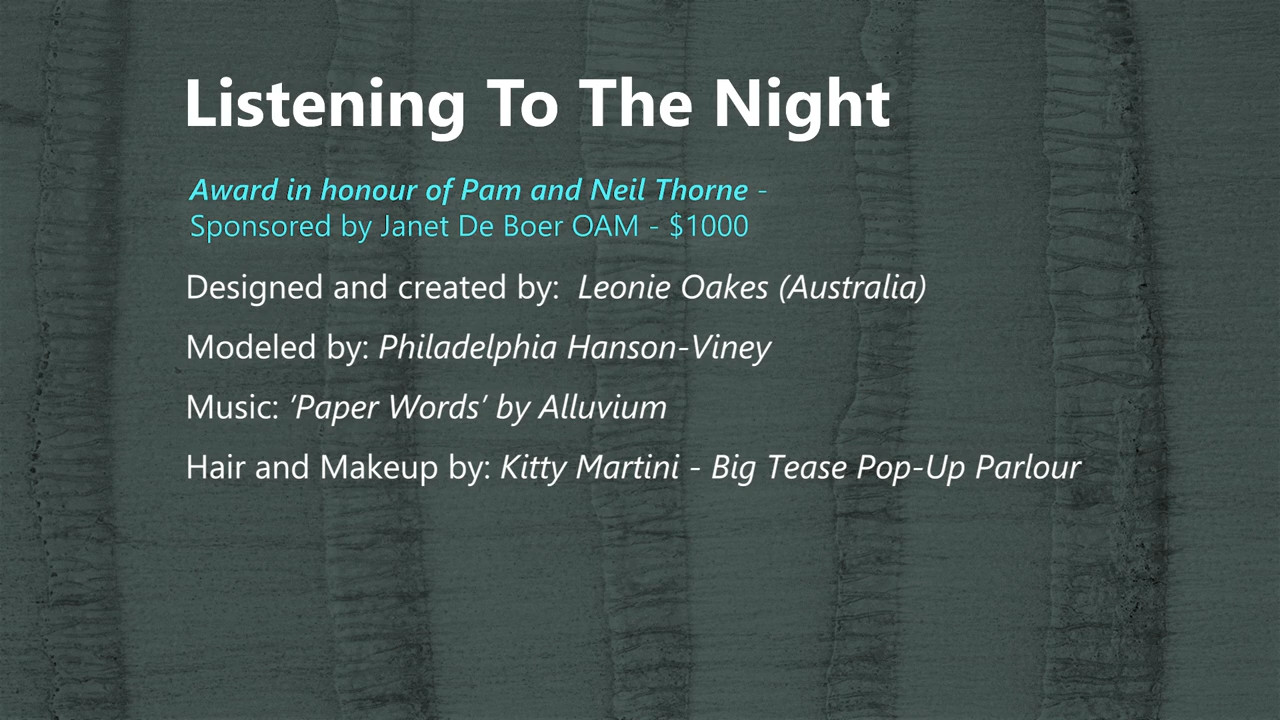 Listening To The Night
Award in honour of Pam and Neil Thorne -
Sponsored by Janet De Boer OAM - $1000
Designed and created by:  Leonie Oakes (Australia)
Modeled by: Philadelphia Hanson-Viney
Music: 'Paper Words' by Alluvium
Hair and Makeup by: Kitty Martini - Big Tease Pop-Up Parlour